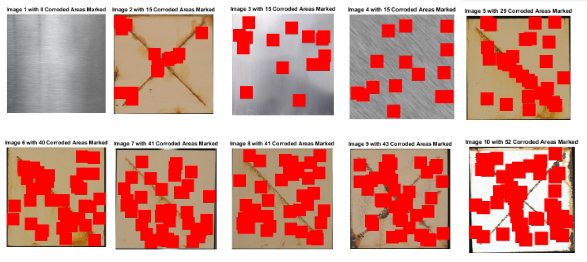 Image 1 with 0 Corroded Areas Marked
Image 2 with 15 Corroded Areas Marked
Image 3 with 15 Corroded Areas Marked
Image 4 with 15 Corroded Areas Marked
Image 5 with 29 Corroded Areas Marked
Image 6 with 40 Corroded Areas Marked
Image 7 with 41 Corroded Areas Marked
Image 8 with 41 Corroded Areas Marked
Image 9 with 43 Corroded Areas Marked
Image 10 with 52 Corroded Areas Marked